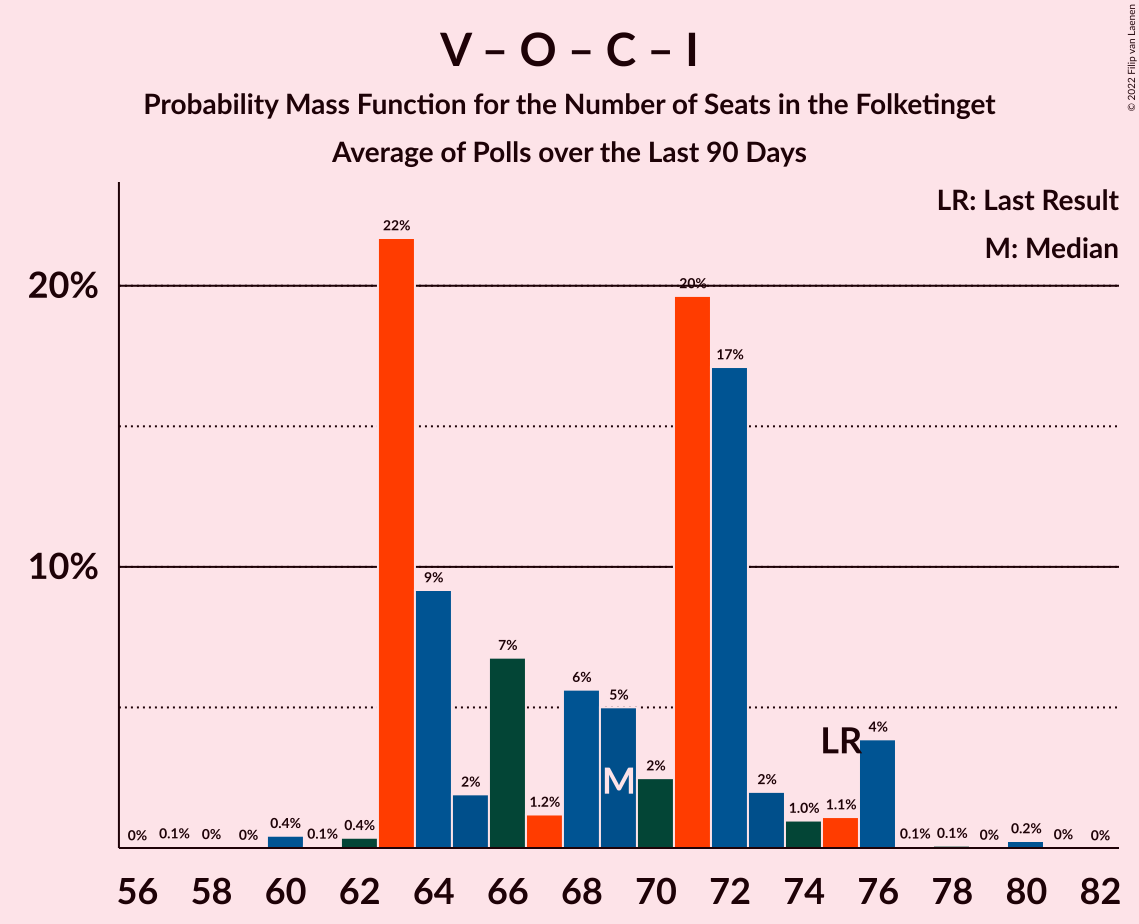 V – O – C – I
Probability Mass Function for the Number of Seats in the Folketinget
Average of Polls over the Last 90 Days
© 2022 Filip van Laenen
LR: Last Result
M: Median
20%
10%
0% 0.1% 0% 0% 0.4% 0.1% 0.4% 22% 9% 2% 7% 1.2% 6% 5% 2% 20% 17% 2% 1.0% 1.1% 4% 0.1% 0.1% 0% 0.2% 0% 0%
M
LR
56 58 60 62 64 66 68 70 72 74 76 78 80 82